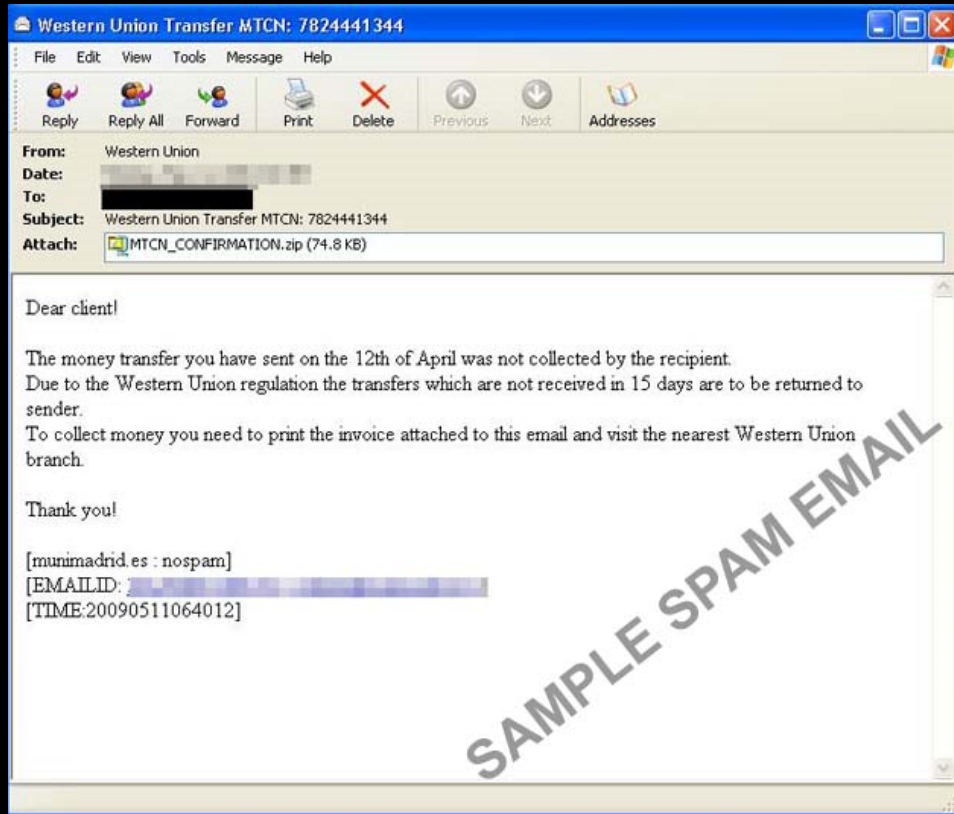 Western Union Transfer MTCN: 7824441344
File Edit View Tools Message Help
Reply Reply All Forward Print Delete Previous Next Addresses
From: Western Union
Date:
To:
Subject: Western Union Transfer MTCN: 7824441344
Attach: MTCN_CONFIRMATION.zip (74.8 KB)
Dear client!
The money transfer you have sent on the 12th of April was not collected by the recipient.
Due to the Western Union regulation the transfers which are not received in 15 days are to be returned to
sender.
To collect money you need to print the invoice attached to this email and visit the nearest Western Union
branch.
Thank you!
[munimadrid.es : nospam]
[EMAILID:
[TIME:20090511064012]
SAMPLE SPAM EMAIL